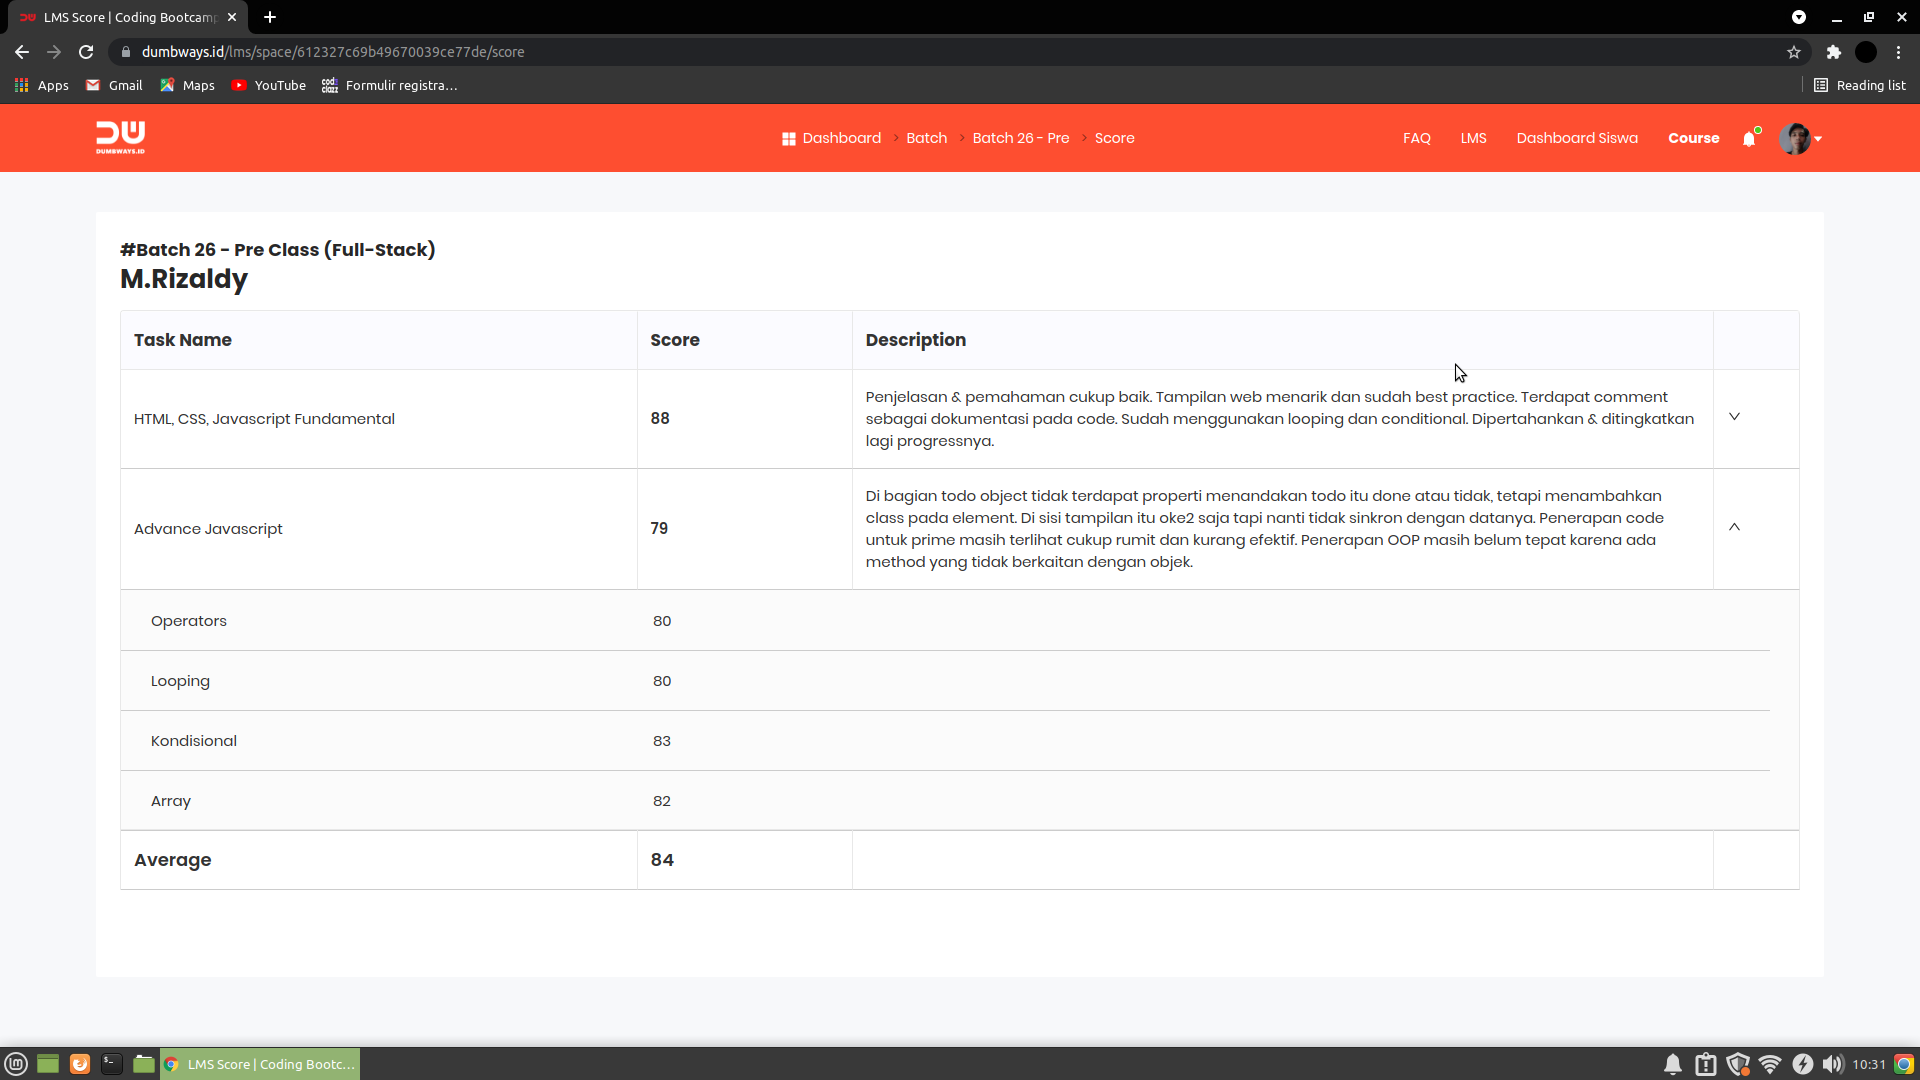 LMS Score | Coding Bootcamp
dumbways.id/lms/space/612327c69b49670039ce77de/score
Apps
Gmail
Maps
YouTube
Formulir registra...
Reading list
DUMBWAYS.ID
Dashboard > Batch > Batch 26 - Pre > Score
FAQ
LMS
Dashboard Siswa
Course
#Batch 26 - Pre Class (Full-Stack)
M.Rizaldy
Task Name
Score
Description
HTML, CSS, Javascript Fundamental
88
Penjelasan & pemahaman cukup baik. Tampilan web menarik dan sudah best practice. Terdapat comment
sebagai dokumentasi pada code. Sudah menggunakan looping dan conditional. Dipertahankan & ditingkatkan
lagi progressnya.
Advance Javascript
79
Di bagian todo object tidak terdapat properti menandakan todo itu done atau tidak, tetapi menambahkan
class pada element. Di sisi tampilan itu oke2 saja tapi nanti tidak sinkron dengan datanya. Penerapan code
untuk prime masih terlihat cukup rumit dan kurang efektif. Penerapan OOP masih belum tepat karena ada
method yang tidak berkaitan dengan objek.
Operators
80
Looping
80
Kondisional
83
Array
82
Average
84
LMS Score | Coding Bootc...
10:31